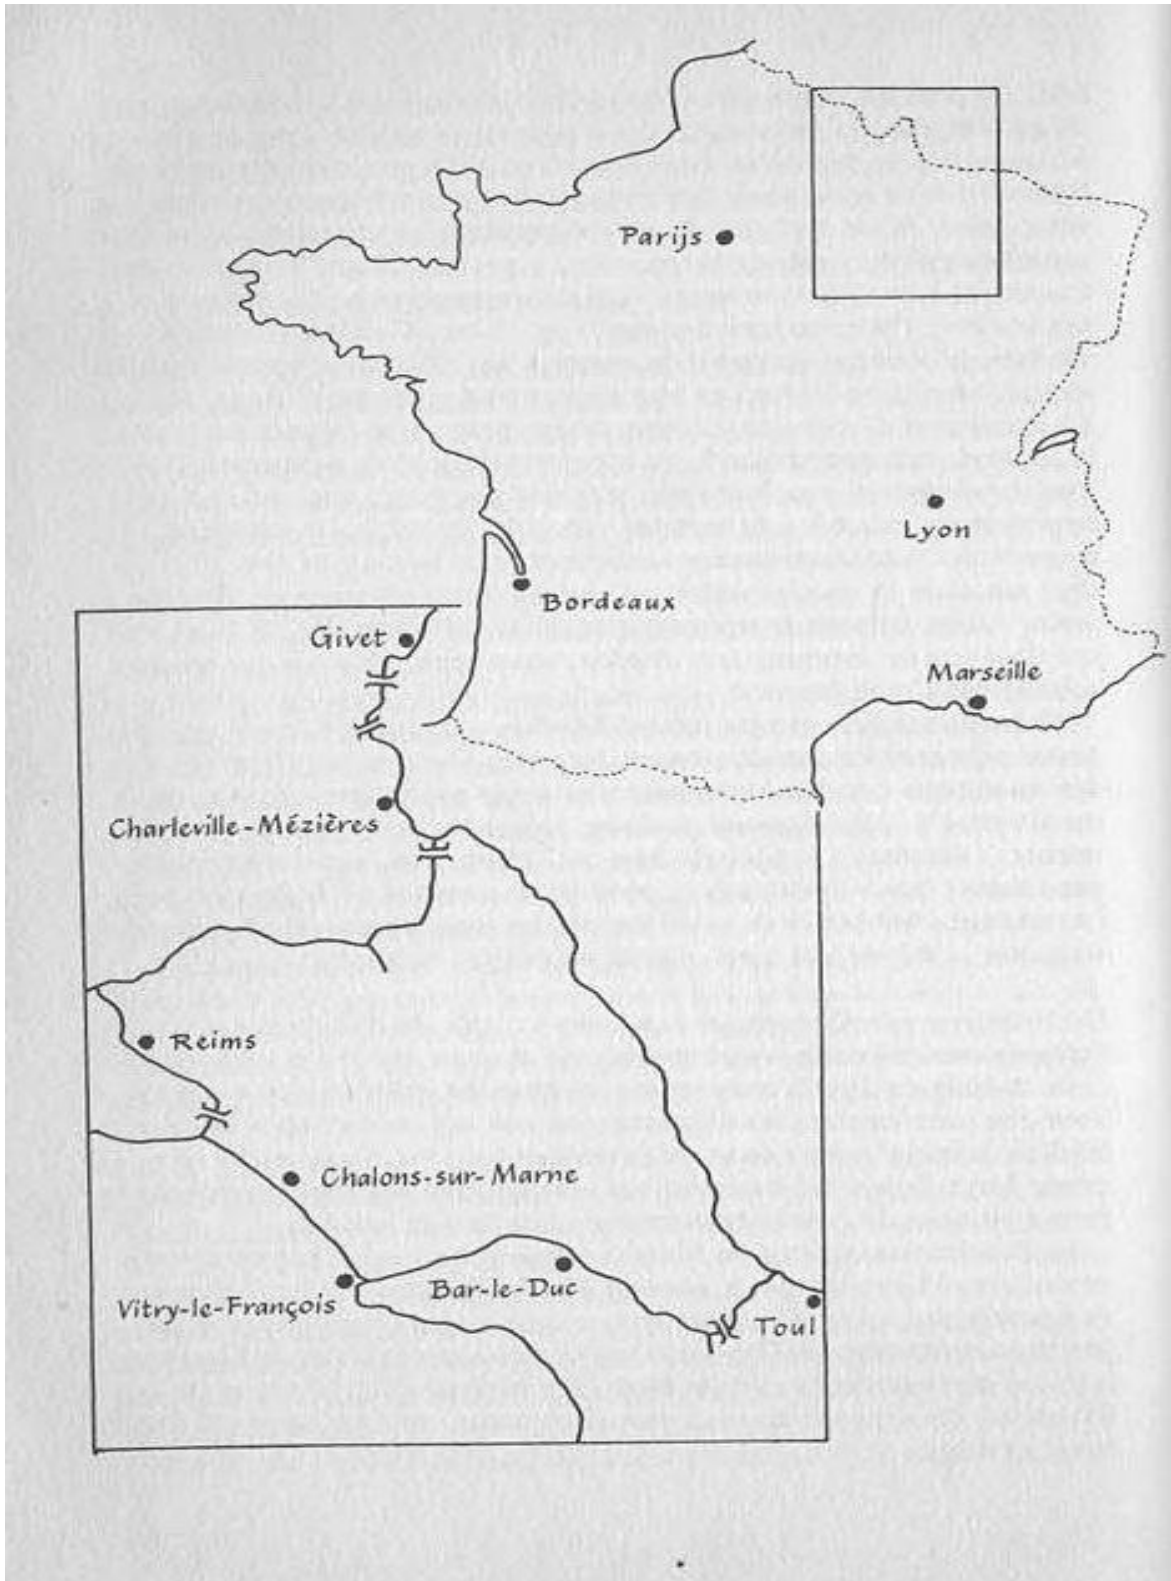 Parijs
Lyon
Bordeaux
Givet
Marseille
Charleville-Mézières
Reims
Chalons-sur-Marne
Bar-le-Duc
Vitry-le-François
Toul